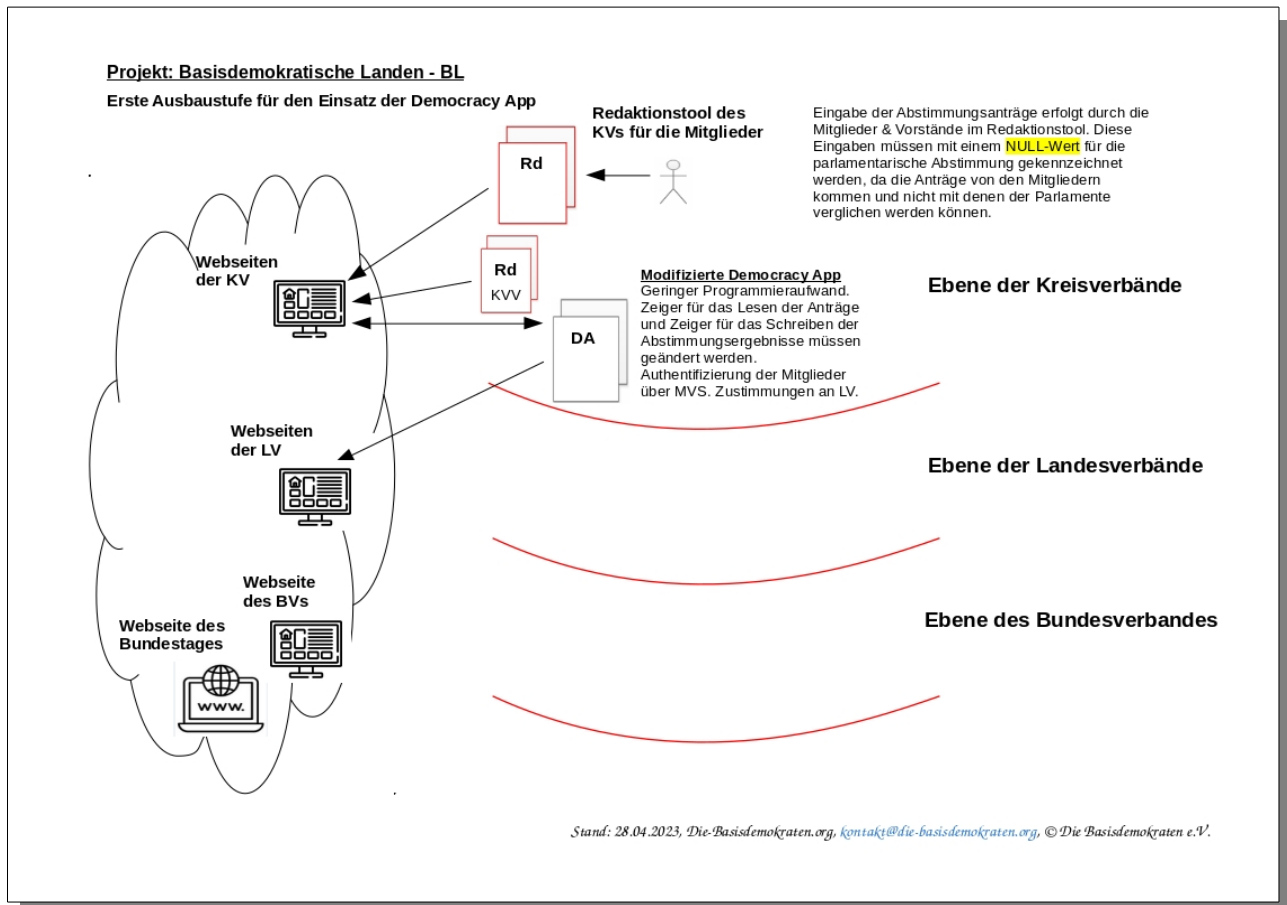 Projekt: Basisdemokratische Landen - BL
Erste Ausbaustufe für den Einsatz der Democracy App
Redaktionstool des
KVs für die Mitglieder
Eingabe der Abstimmungsanträge erfolgt durch die
Mitglieder & Vorstände im Redaktionstool. Diese
Eingaben müssen mit einem NULL-Wert für die
parlamentarische Abstimmung gekennzeichnet
werden, da die Anträge von den Mitgliedern
kommen und nicht mit denen der Parlamente
verglichen werden können.
Rd
Webseiten
der KV
Rd
KVV
Modifizierte Democracy App
Geringer Programmieraufwand.
Zeiger für das Lesen der Anträge
und Zeiger für das Schreiben der
Abstimmungsergebnisse müssen
geändert werden.
Authentifizierung der Mitglieder
über MVS. Zustimmungen an LV.
DA
Ebene der Kreisverbände
Webseiten
der LV
Ebene der Landesverbände
Webseite
des BVs
Webseite des
Bundestages
www.
Ebene des Bundesverbandes
Stand: 28.04.2023, Die-Basisdemokraten.org, kontakt@die-basisdemokraten.org, © Die Basisdemokraten e.V.